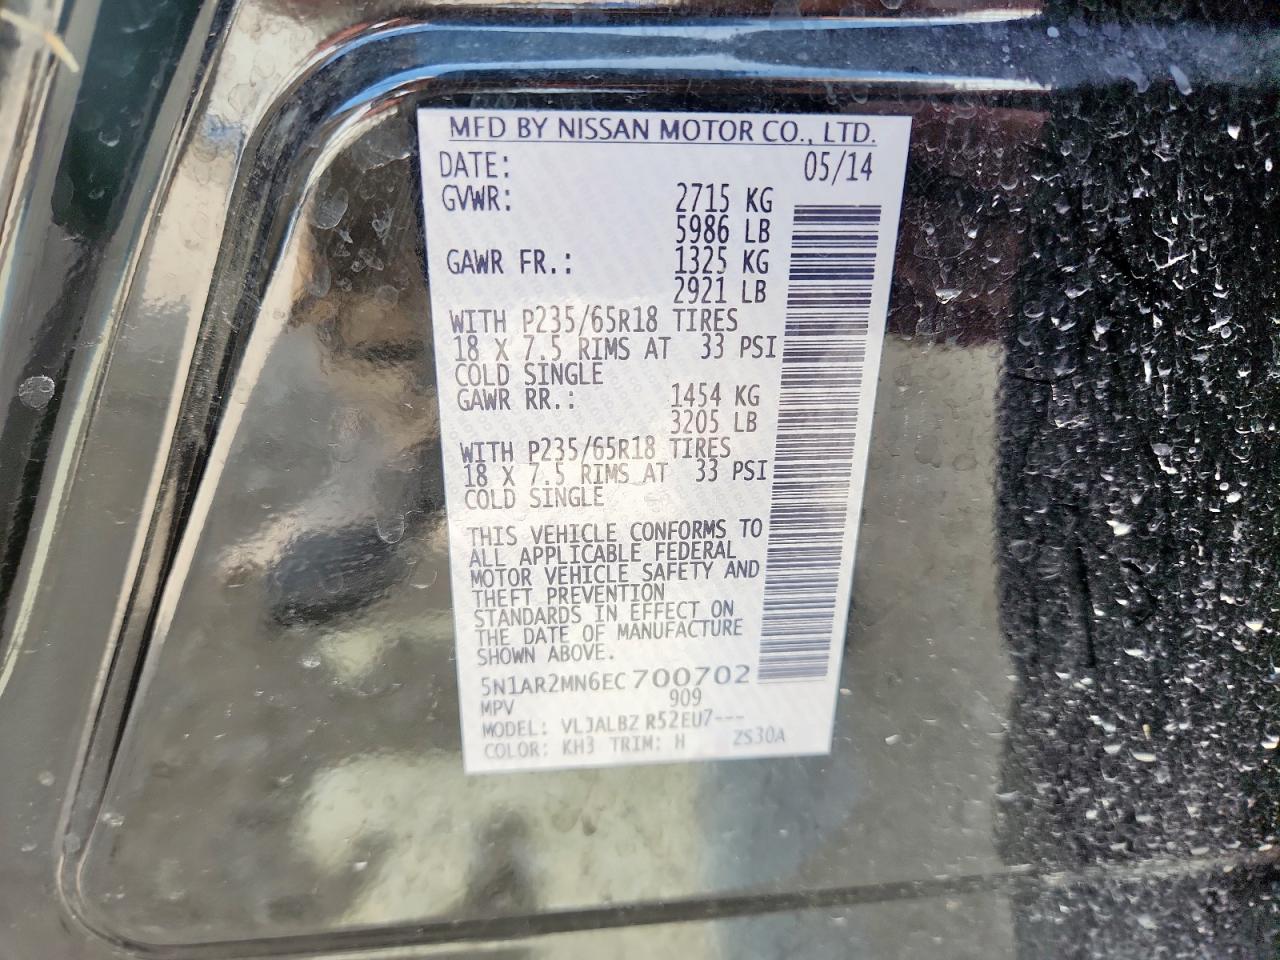 MFD BY NISSAN MOTOR CO., LTD.
DATE: 05/14
GVWR: 2715 KG
5986 LB
GAWR FR.: 1325 KG
2921 LB
WITH P235/65R18 TIRES
18 X 7.5 RIMS AT 33 PSI
COLD SINGLE
GAWR RR.: 1454 KG
3205 LB
WITH P235/65R18 TIRES
18 X 7.5 RIMS AT 33 PSI
COLD SINGLE
THIS VEHICLE CONFORMS TO
ALL APPLICABLE FEDERAL
MOTOR VEHICLE SAFETY AND
THEFT PREVENTION
STANDARDS IN EFFECT ON
THE DATE OF MANUFACTURE
SHOWN ABOVE.
5N1AR2MN6EC700702
MPV 909
MODEL: VLJALBZ R52EU7---
COLOR: KH3 TRIM: H ZS30A